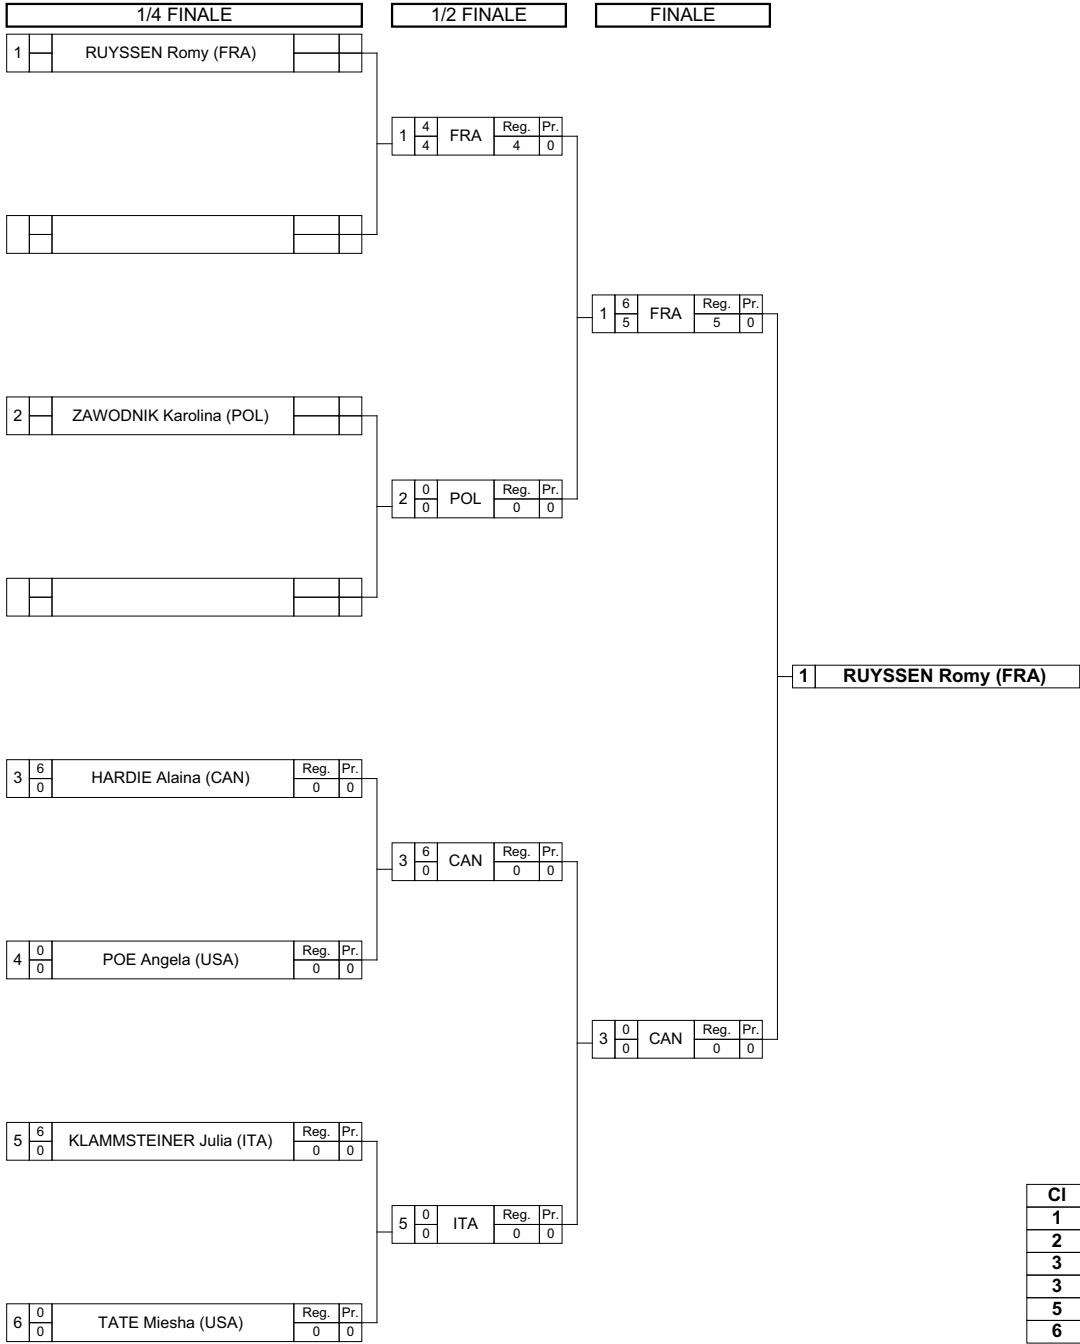 1/4 FINALE 1/2 FINALE FINALE
1 RUYSSEN Romy (FRA)
1 4 4 FRA Reg. 4 Pr. 0
1 6 5 FRA Reg. 5 Pr. 0
2 ZAWODNIK Karolina (POL)
2 0 0 POL Reg. 0 Pr. 0
1 RUYSSEN Romy (FRA)
3 6 0 HARDIE Alaina (CAN) Reg. 0 Pr. 0
3 6 0 CAN Reg. 0 Pr. 0
4 0 0 POE Angela (USA) Reg. 0 Pr. 0
3 0 0 CAN Reg. 0 Pr. 0
5 6 0 KLAMMSTEINER Julia (ITA) Reg. 0 Pr. 0
5 0 0 ITA Reg. 0 Pr. 0
6 0 0 TATE Miesha (USA) Reg. 0 Pr. 0
Cl
1
2
3
3
5
6